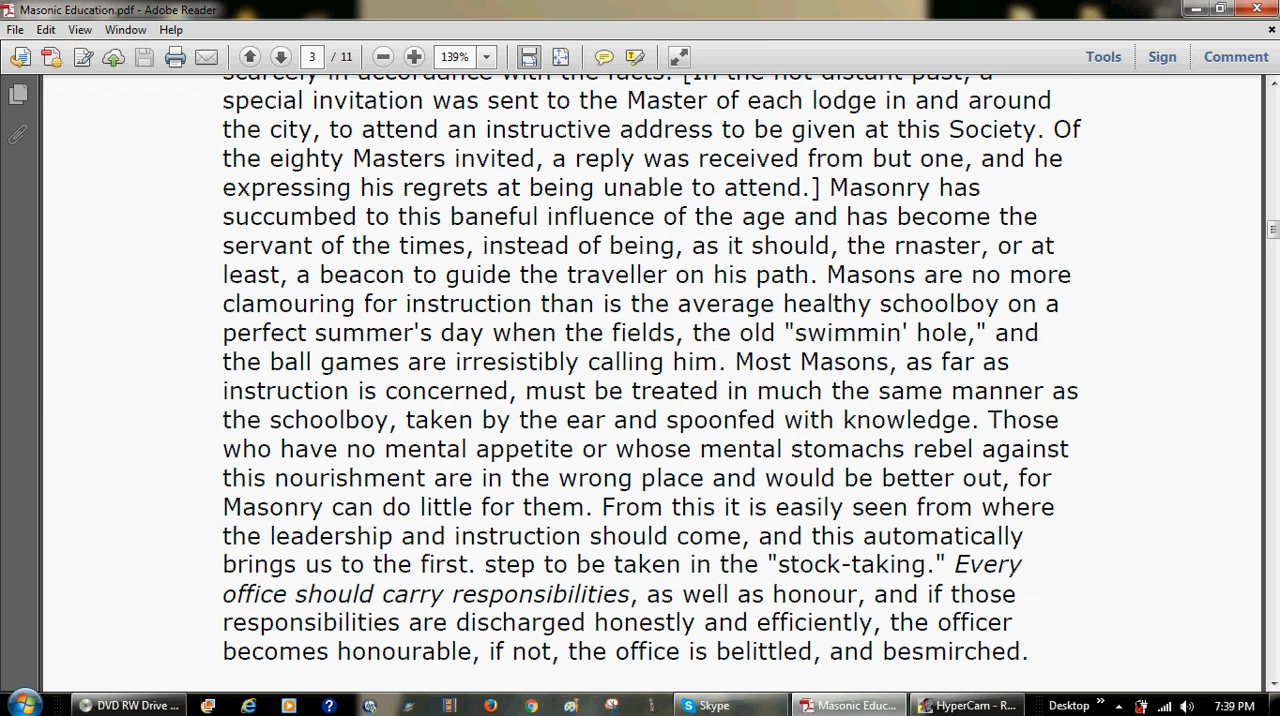 Masonic Education.pdf - Adobe Reader
File Edit View Window Help
3 / 11 139% Tools Sign Comment
scarcely in accordance with the facts. [In the not distant past, a
special invitation was sent to the Master of each lodge in and around
the city, to attend an instructive address to be given at this Society. Of
the eighty Masters invited, a reply was received from but one, and he
expressing his regrets at being unable to attend.] Masonry has
succumbed to this baneful influence of the age and has become the
servant of the times, instead of being, as it should, the rnaster, or at
least, a beacon to guide the traveller on his path. Masons are no more
clamouring for instruction than is the average healthy schoolboy on a
perfect summer's day when the fields, the old "swimmin' hole," and
the ball games are irresistibly calling him. Most Masons, as far as
instruction is concerned, must be treated in much the same manner as
the schoolboy, taken by the ear and spoonfed with knowledge. Those
who have no mental appetite or whose mental stomachs rebel against
this nourishment are in the wrong place and would be better out, for
Masonry can do little for them. From this it is easily seen from where
the leadership and instruction should come, and this automatically
brings us to the first. step to be taken in the "stock-taking." Every
office should carry responsibilities, as well as honour, and if those
responsibilities are discharged honestly and efficiently, the officer
becomes honourable, if not, the office is belittled, and besmirched.
DVD RW Drive ... Skype Masonic Educ... HyperCam - R... Desktop 7:39 PM